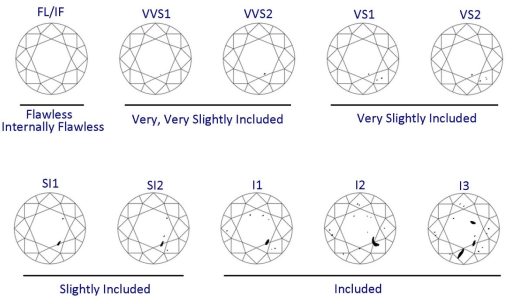 FL/IF
VVS1
VVS2
VS1
VS2
Flawless
Internally Flawless
Very, Very Slightly Included
Very Slightly Included
SI1
SI2
I1
I2
I3
Slightly Included
Included